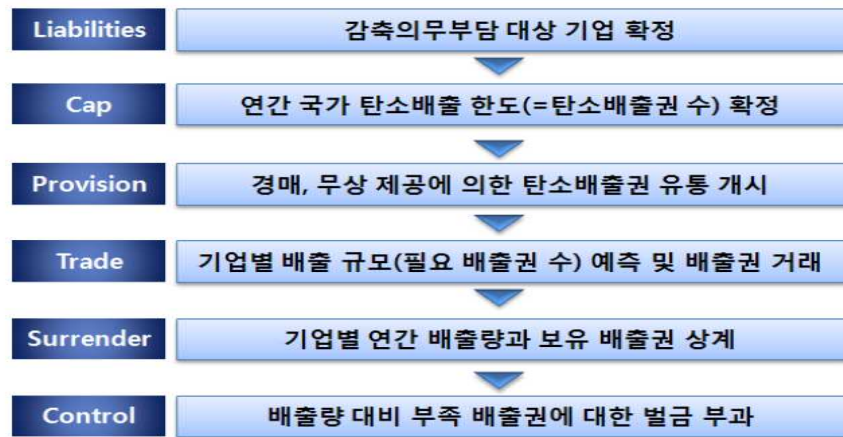 Liabilities 감축의무부담 대상 기업 확정
Cap 연간 국가 탄소배출 한도(=탄소배출권 수) 확정
Provision 경매, 무상 제공에 의한 탄소배출권 유통 개시
Trade 기업별 배출 규모(필요 배출권 수) 예측 및 배출권 거래
Surrender 기업별 연간 배출량과 보유 배출권 상계
Control 배출량 대비 부족 배출권에 대한 벌금 부과